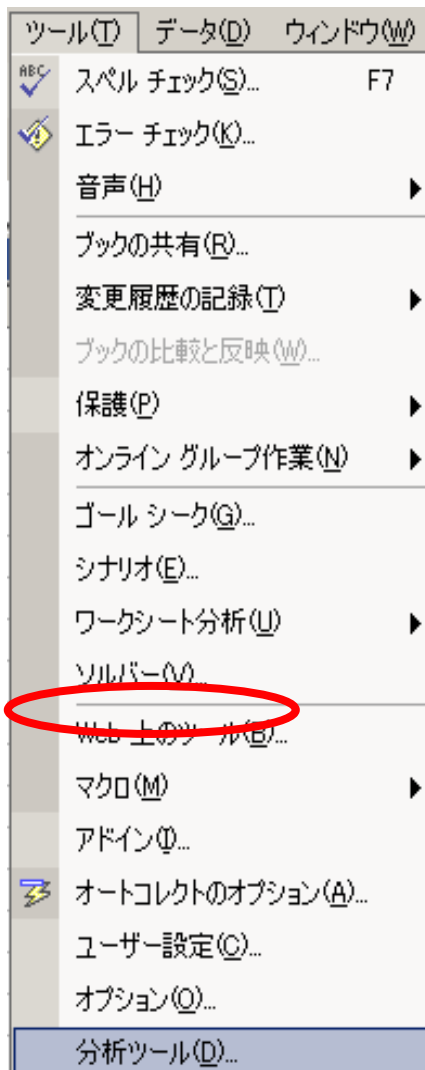 ツール(T) データ(D) ウィンドウ(W)
ABC スペル チェック(S)... F7
エラー チェック(K)...
音声(H)
ブックの共有(R)...
変更履歴の記録(T)
ブックの比較と反映(W)...
保護(P)
オンライン グループ作業(N)
ゴール シーク(G)...
シナリオ(E)...
ワークシート分析(U)
ソルバー(V)...
Web 上のツール(B)...
マクロ(M)
アドイン(I)...
オートコレクトのオプション(A)...
ユーザー設定(C)...
オプション(O)...
分析ツール(D)...